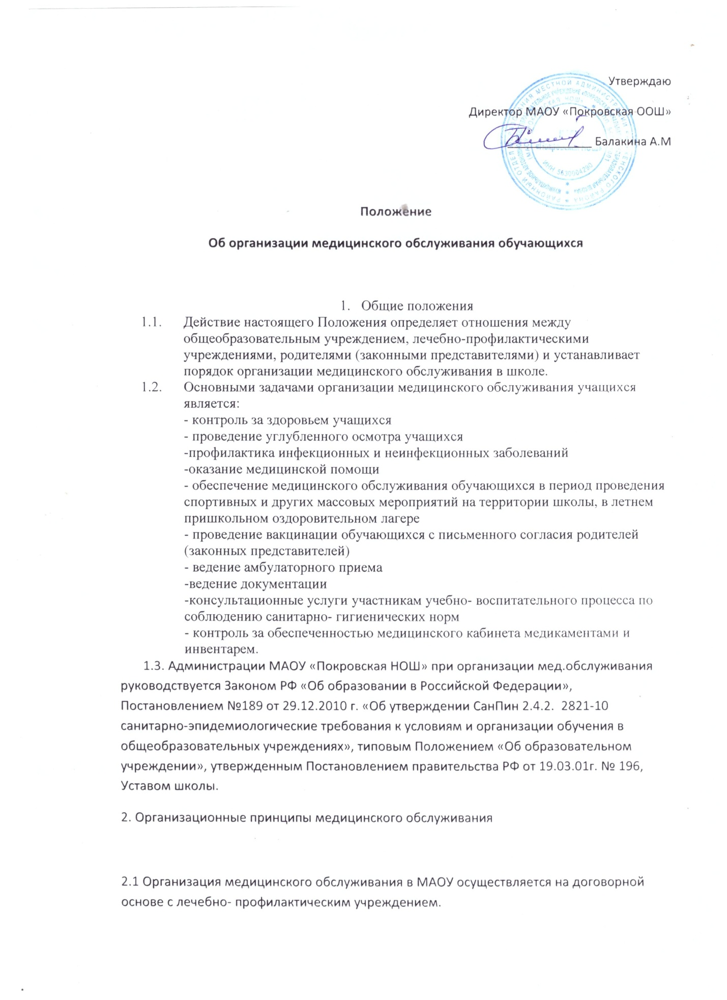 Утверждаю
Директор МАОУ «Покровская ООШ»
Балакина А.М
ИНН 5630004290
Положение
Об организации медицинского обслуживания обучающихся
1. Общие положения
1.1. Действие настоящего Положения определяет отношения между
общеобразовательным учреждением, лечебно-профилактическими
учреждениями, родителями (законными представителями) и устанавливает
порядок организации медицинского обслуживания в школе.
1.2. Основными задачами организации медицинского обслуживания учащихся
является:
- контроль за здоровьем учащихся
- проведение углубленного осмотра учащихся
-профилактика инфекционных и неинфекционных заболеваний
-оказание медицинской помощи
- обеспечение медицинского обслуживания обучающихся в период проведения
спортивных и других массовых мероприятий на территории школы, в летнем
пришкольном оздоровительном лагере
- проведение вакцинации обучающихся с письменного согласия родителей
(законных представителей)
- ведение амбулаторного приема
-ведение документации
-консультационные услуги участникам учебно- воспитательного процесса по
соблюдению санитарно- гигиенических норм
- контроль за обеспеченностью медицинского кабинета медикаментами и
инвентарем.
1.3. Администрации МАОУ «Покровская НОШ» при организации мед.обслуживания
руководствуется Законом РФ «Об образовании в Российской Федерации»,
Постановлением №189 от 29.12.2010 г. «Об утверждении СанПин 2.4.2.  2821-10
санитарно-эпидемиологические требования к условиям и организации обучения в
общеобразовательных учреждениях», типовым Положением «Об образовательном
учреждении», утвержденным Постановлением правительства РФ от 19.03.01г. № 196,
Уставом школы.
2. Организационные принципы медицинского обслуживания
2.1 Организация медицинского обслуживания в МАОУ осуществляется на договорной
основе с лечебно- профилактическим учреждением.